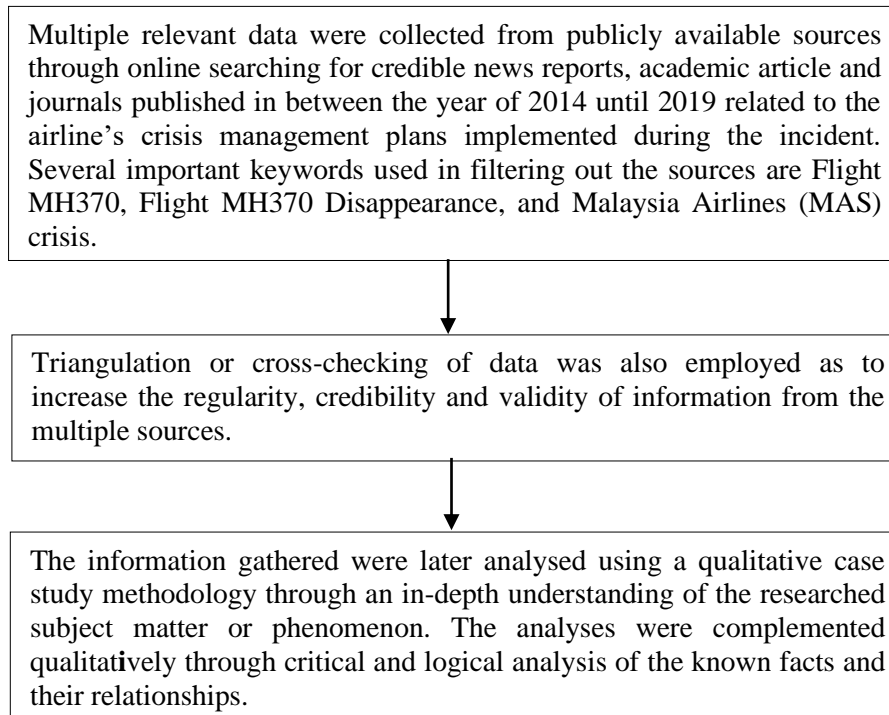 Multiple relevant data were collected from publicly available sources
through online searching for credible news reports, academic article and
journals published in between the year of 2014 until 2019 related to the
airline’s crisis management plans implemented during the incident.
Several important keywords used in filtering out the sources are Flight
MH370, Flight MH370 Disappearance, and Malaysia Airlines (MAS)
crisis.
Triangulation or cross-checking of data was also employed as to
increase the regularity, credibility and validity of information from the
multiple sources.
The information gathered were later analysed using a qualitative case
study methodology through an in-depth understanding of the researched
subject matter or phenomenon. The analyses were complemented
qualitatively through critical and logical analysis of the known facts and
their relationships.